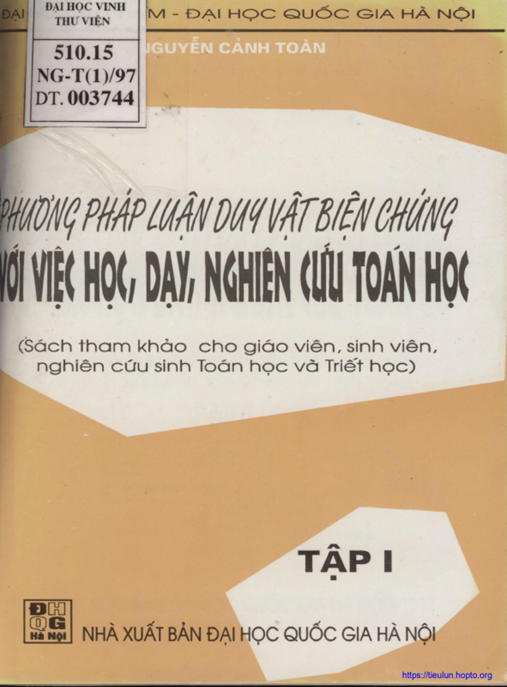 ĐẠI HỌC VINH
THƯ VIỆN
510.15
NG-T(1)/97
DT. 003744
ĐẠI M - ĐẠI HỌC QUỐC GIA HÀ NỘI
NGUYỄN CẢNH TOÀN
PHƯƠNG PHÁP LUẬN DUY VẬT BIỆN CHỨNG
VỚI VIỆC HỌC, DẠY, NGHIÊN CỨU TOÁN HỌC
(Sách tham khảo cho giáo viên, sinh viên,
nghiên cứu sinh Toán học và Triết học)
TẬP I
ĐH
QG
Hà Nội
NHÀ XUẤT BẢN ĐẠI HỌC QUỐC GIA HÀ NỘI
https://tieulun.hopto.org